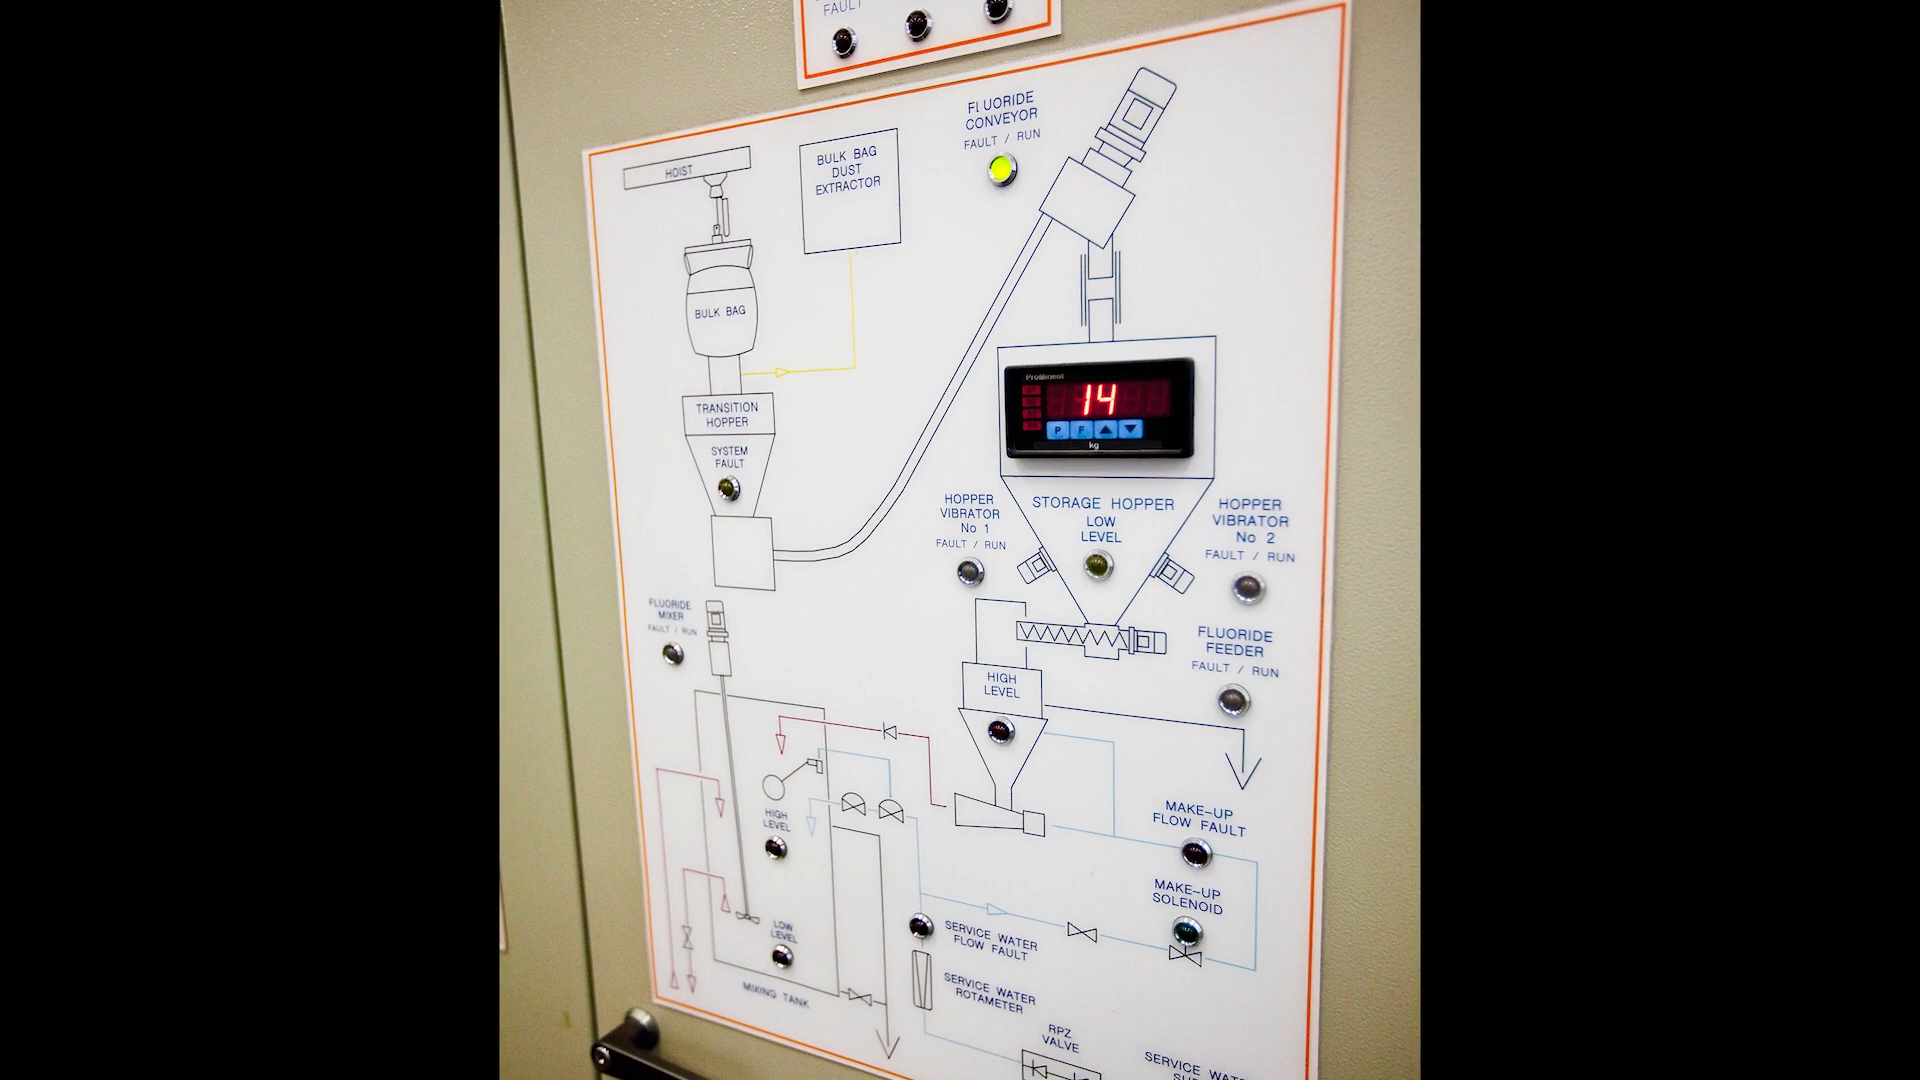 FAULT
FLUORIDE
CONVEYOR
FAULT / RUN
HOIST
BULK BAG
DUST
EXTRACTOR
BULK BAG
TRANSITION
HOPPER
SYSTEM
FAULT
ProMinent
14
P F
kg
HOPPER
VIBRATOR
No 1
FAULT / RUN
STORAGE HOPPER
LOW
LEVEL
HOPPER
VIBRATOR
No 2
FAULT / RUN
FLUORIDE
MIXER
FAULT / RUN
FLUORIDE
FEEDER
FAULT / RUN
HIGH
LEVEL
HIGH
LEVEL
MAKE-UP
FLOW FAULT
MAKE-UP
SOLENOID
LOW
LEVEL
SERVICE WATER
FLOW FAULT
MIXING TANK
SERVICE WATER
ROTAMETER
RPZ
VALVE
SERVICE